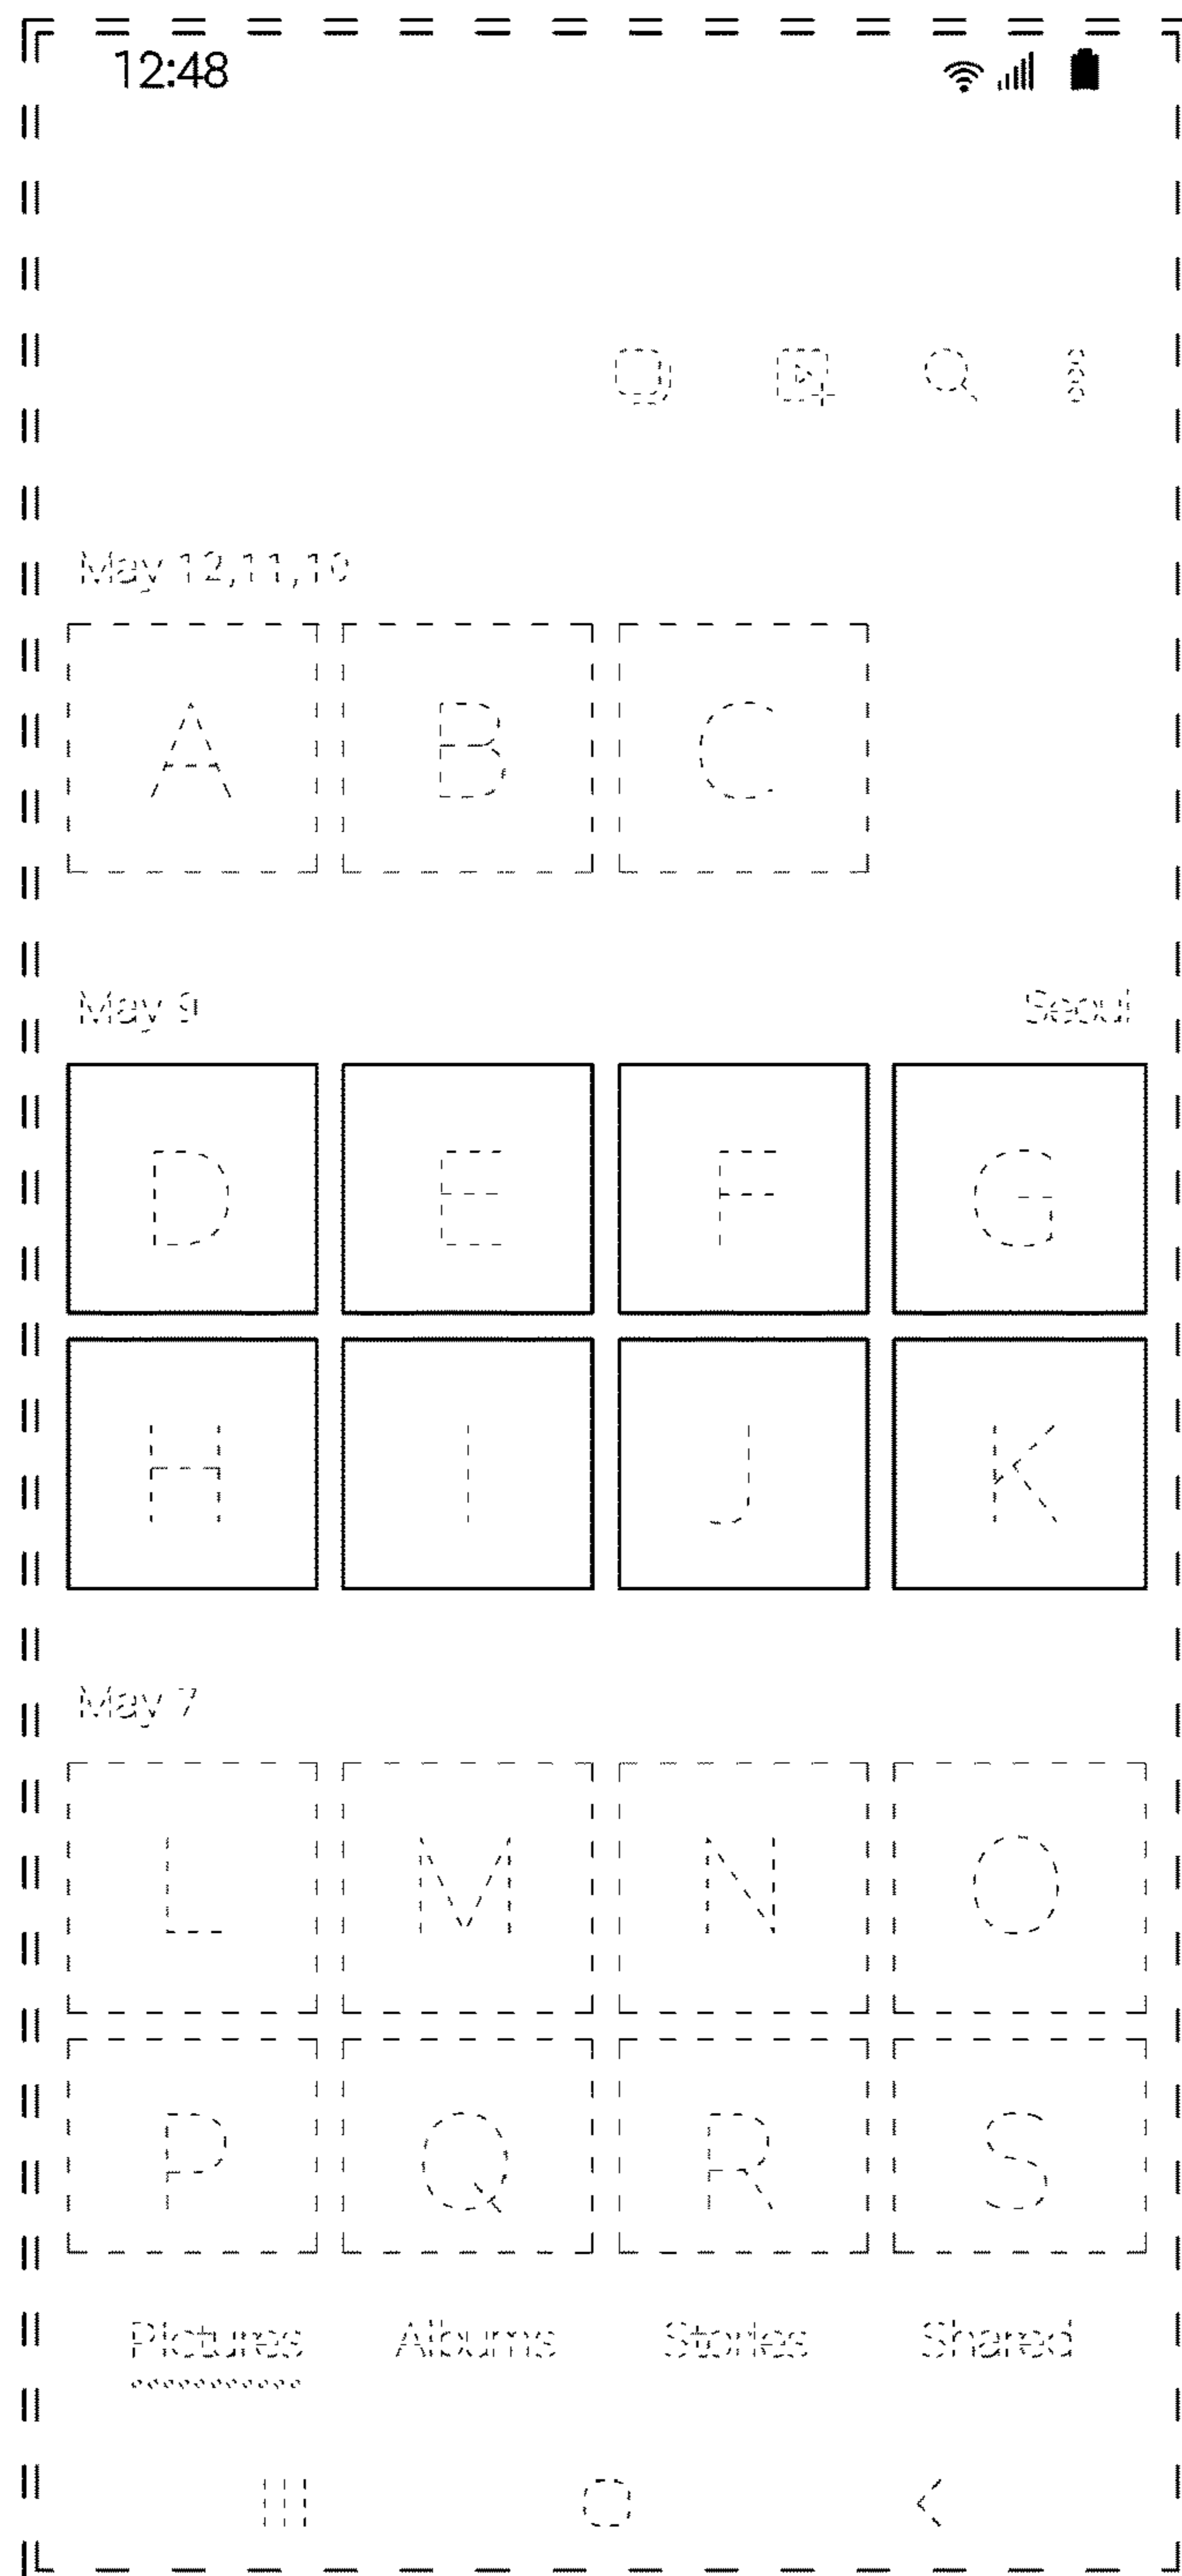 12:48
May 12,11,10
A B C
May 9 Seoul
D E F G
H I J K
May 7
L M N O
P Q R S
Pictures Albums Stories Shared